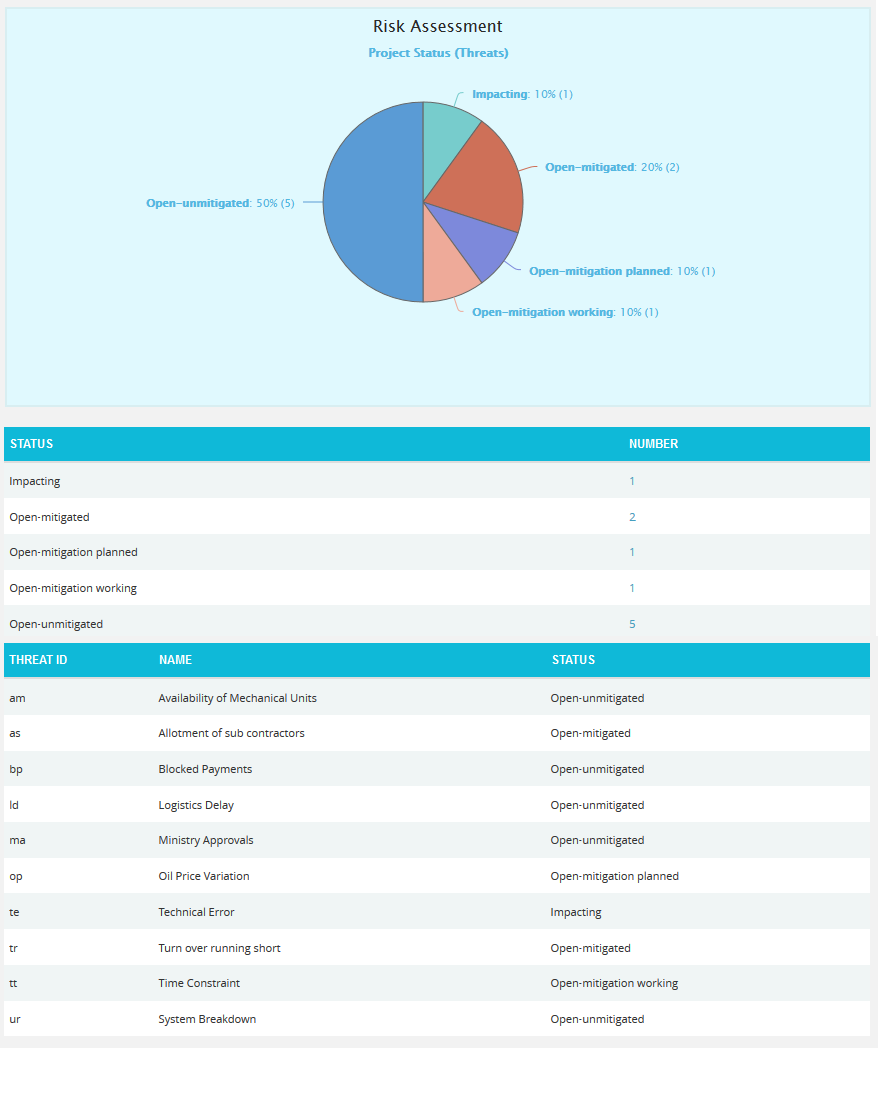 Risk Assessment
Project Status (Threats)
Impacting: 10% (1)
Open-mitigated: 20% (2)
Open-unmitigated: 50% (5)
Open-mitigation planned: 10% (1)
Open-mitigation working: 10% (1)
STATUS NUMBER
Impacting 1
Open-mitigated 2
Open-mitigation planned 1
Open-mitigation working 1
Open-unmitigated 5
THREAT ID NAME STATUS
am Availability of Mechanical Units Open-unmitigated
as Allotment of sub contractors Open-mitigated
bp Blocked Payments Open-unmitigated
ld Logistics Delay Open-unmitigated
ma Ministry Approvals Open-unmitigated
op Oil Price Variation Open-mitigation planned
te Technical Error Impacting
tr Turn over running short Open-mitigated
tt Time Constraint Open-mitigation working
ur System Breakdown Open-unmitigated